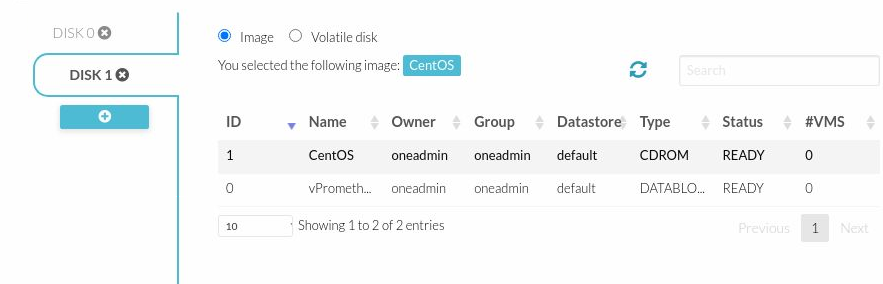 DISK 0
DISK 1
Image Volatile disk
You selected the following image: CentOS
Search
ID Name Owner Group Datastore Type Status #VMS
1 CentOS oneadmin oneadmin default CDROM READY 0
0 vPrometh... oneadmin oneadmin default DATABLO... READY 0
10 Showing 1 to 2 of 2 entries
Previous 1 Next